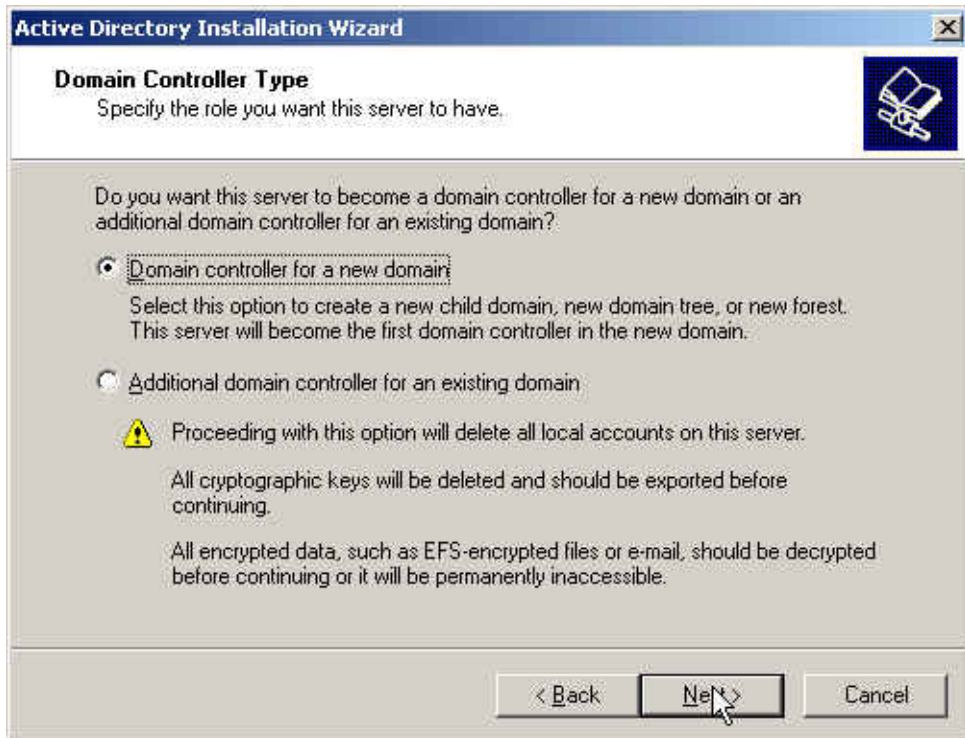 Active Directory Installation Wizard
Domain Controller Type
Specify the role you want this server to have.
Do you want this server to become a domain controller for a new domain or an
additional domain controller for an existing domain?
Domain controller for a new domain
Select this option to create a new child domain, new domain tree, or new forest.
This server will become the first domain controller in the new domain.
Additional domain controller for an existing domain
Proceeding with this option will delete all local accounts on this server.
All cryptographic keys will be deleted and should be exported before
continuing.
All encrypted data, such as EFS-encrypted files or e-mail, should be decrypted
before continuing or it will be permanently inaccessible.
< Back
Next >
Cancel